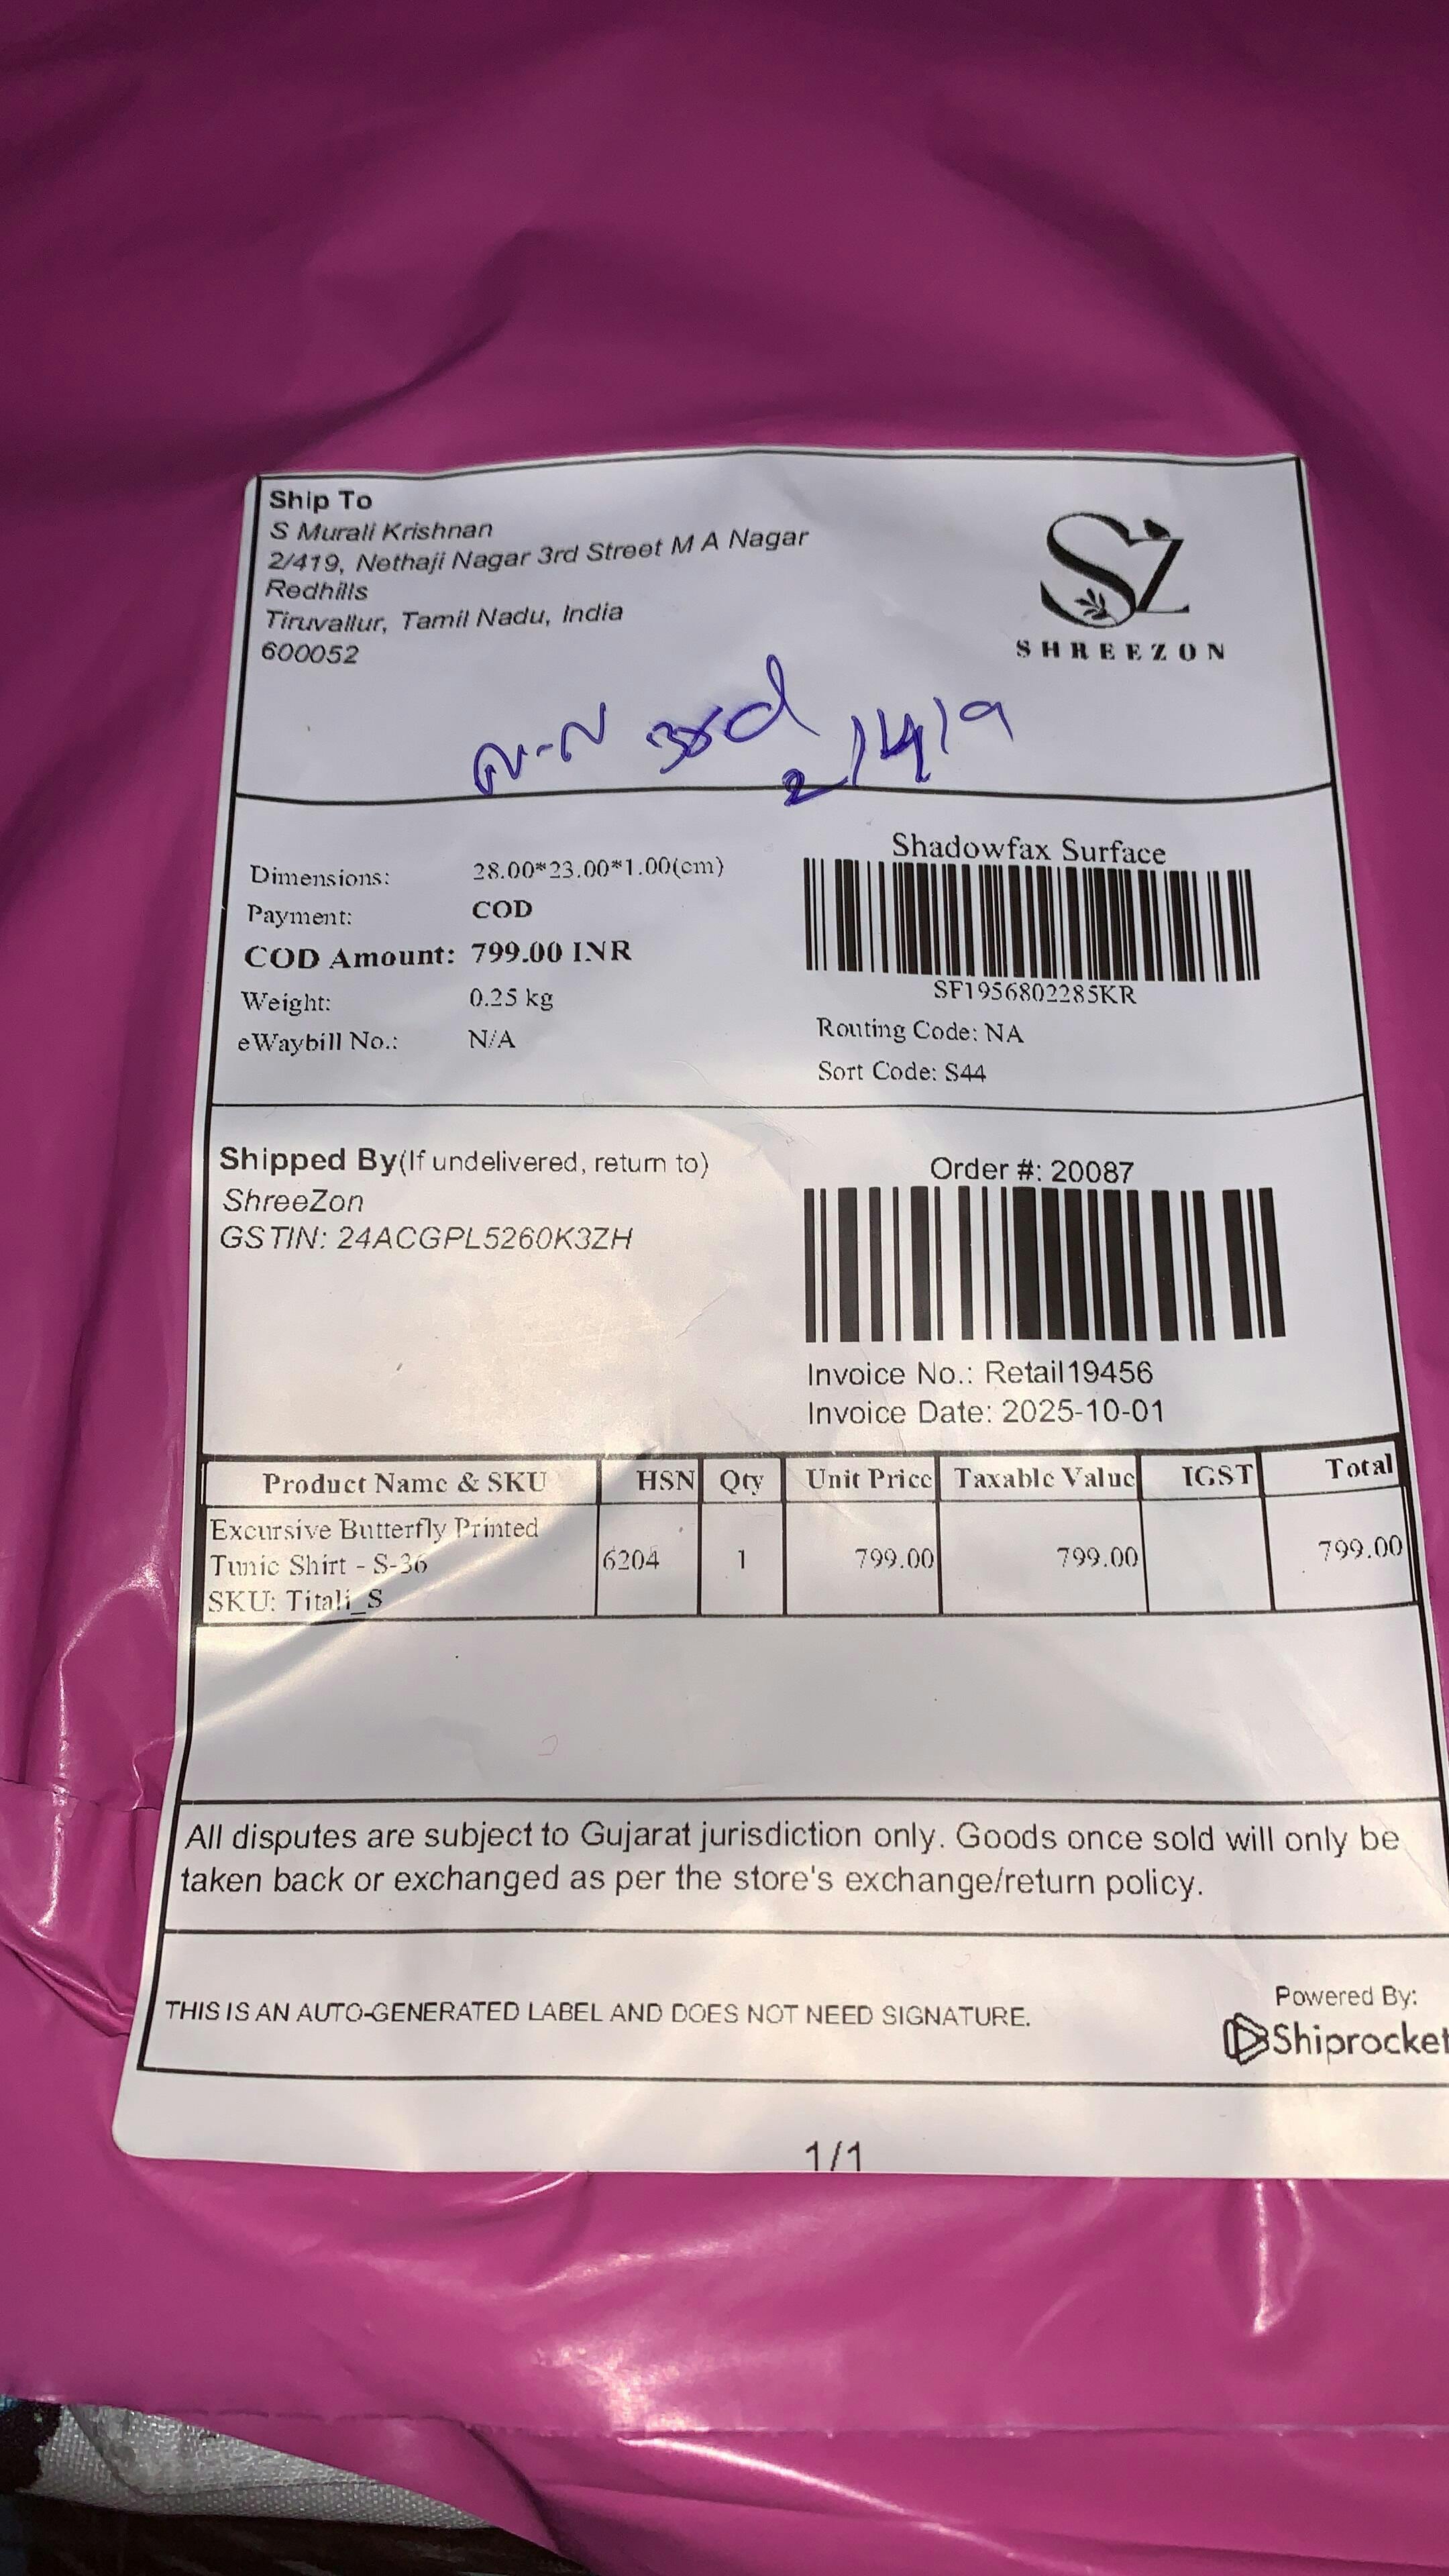 Ship To
S Murali Krishnan
2/419, Nethaji Nagar 3rd Street M A Nagar
Redhills
Tiruvallur, Tamil Nadu, India
600052
SZ
SHREEZON
N-N 3rd 2/419
Dimensions: 28.00*23.00*1.00(cm)
Payment: COD
COD Amount: 799.00 INR
Weight: 0.25 kg
eWaybill No.: N/A
Shadowfax Surface
SF1956802285KR
Routing Code: NA
Sort Code: S44
Shipped By(If undelivered, return to)
ShreeZon
GSTIN: 24ACGPL5260K3ZH
Order #: 20087
Invoice No.: Retail19456
Invoice Date: 2025-10-01
Product Name & SKU HSN Qty Unit Price Taxable Value IGST Total
Excursive Butterfly Printed
Tunic Shirt - S-36 6204 1 799.00 799.00 799.00
SKU: Titali_S
All disputes are subject to Gujarat jurisdiction only. Goods once sold will only be
taken back or exchanged as per the store's exchange/return policy.
THIS IS AN AUTO-GENERATED LABEL AND DOES NOT NEED SIGNATURE.
Powered By:
Shiprocket
1/1